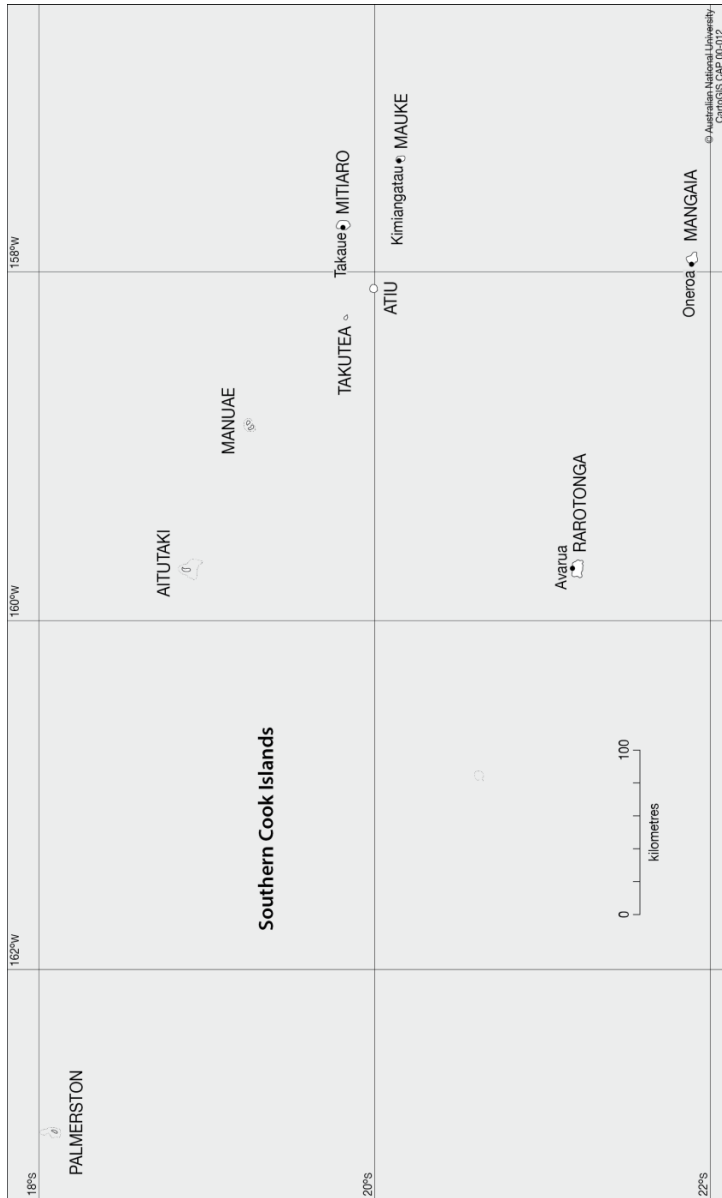 162°W
160°W
158°W
18°S
PALMERSTON
AITUTAKI
MANUAE
Southern Cook Islands
TAKUTEA
Takaue
MITIARO
20°S
ATIU
Kimiangatau
MAUKE
Avarua
RAROTONGA
0
100
kilometres
Oneroa
MANGAIA
22°S
© Australian National University
CartoGIS CAP 00-012